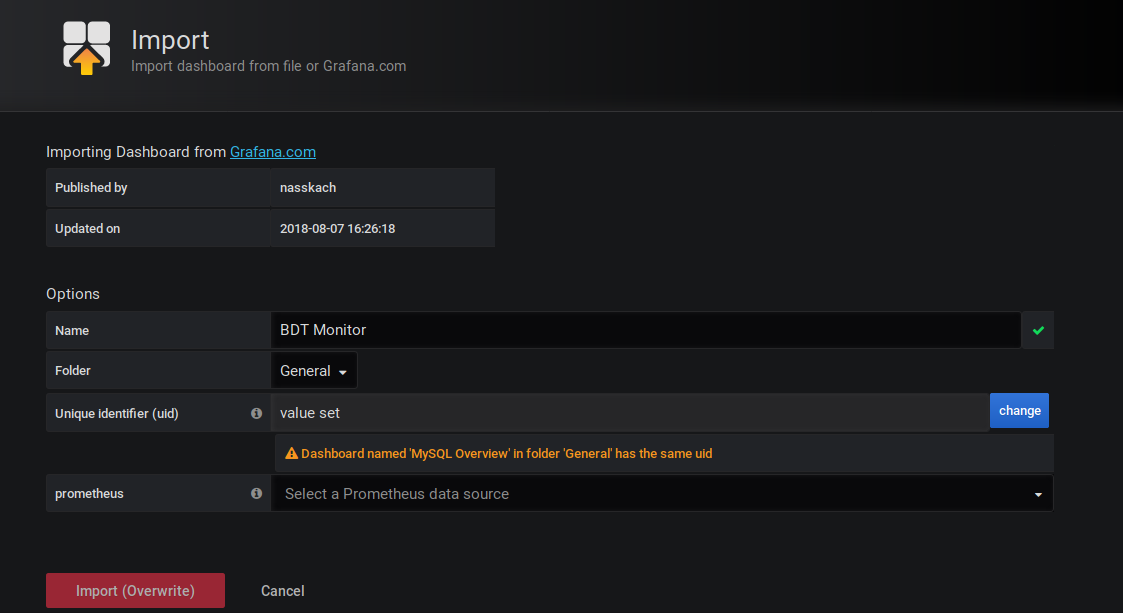 Import
Import dashboard from file or Grafana.com
Importing Dashboard from Grafana.com
Published by nasskach
Updated on 2018-08-07 16:26:18
Options
Name BDT Monitor
Folder General
Unique identifier (uid) value set change
Dashboard named 'MySQL Overview' in folder 'General' has the same uid
prometheus Select a Prometheus data source
Import (Overwrite) Cancel